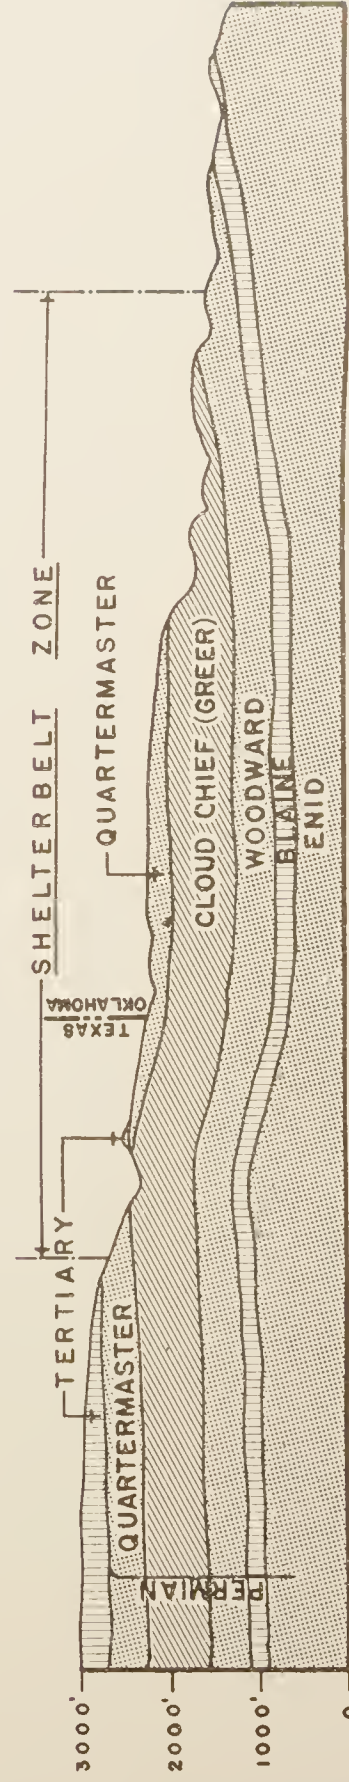 SHELTERBELT ZONE
TERTIARY
QUARTERMASTER
TEXAS
OKLAHOMA
QUARTERMASTER
CLOUD CHIEF (GREER)
WOODWARD
BLAINE
ENID
PERMIAN
3000'
2000'
1000'
0